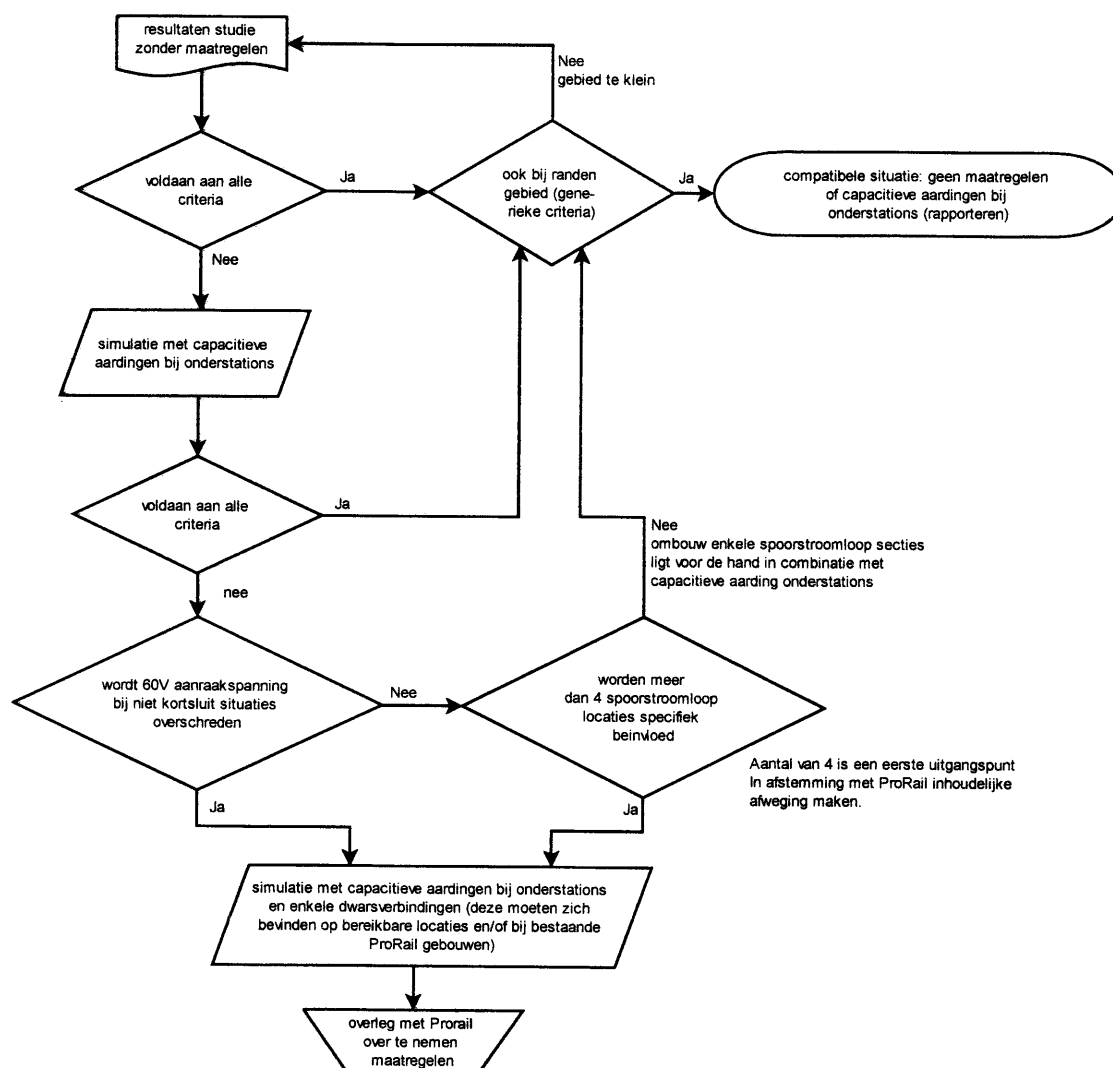 resultaten studie
zonder maatregelen
Nee
gebied te klein
voldaan aan alle
criteria
Ja
ook bij randen
gebied (gene-
rieke criteria)
Ja
compatibele situatie: geen maatregelen
of capacitieve aardingen bij
onderstations (rapporteren)
Nee
simulatie met capacitieve
aardingen bij onderstations
voldaan aan alle
criteria
Ja
Nee
ombouw enkele spoorstroomloop secties
ligt voor de hand in combinatie met
capacitieve aarding onderstations
nee
wordt 60V aanraakspanning
bij niet kortsluit situaties
overschreden
Nee
worden meer
dan 4 spoorstroomloop
locaties specifiek
beinvloed
Aantal van 4 is een eerste uitgangspunt
In afstemming met ProRail inhoudelijke
afweging maken.
Ja
Ja
simulatie met capacitieve aardingen bij onderstations
en enkele dwarsverbindingen (deze moeten zich
bevinden op bereikbare locaties en/of bij bestaande
ProRail gebouwen)
overleg met Prorail
over te nemen
maatregelen